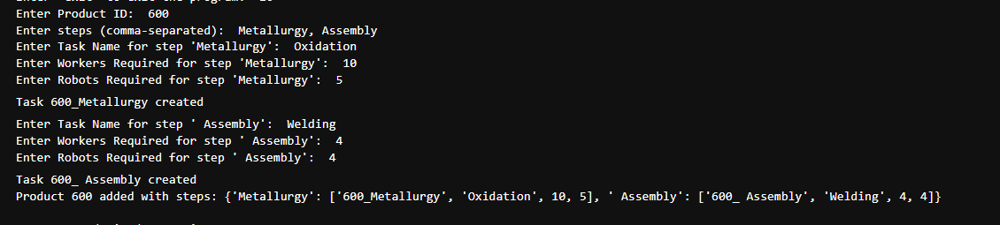 Enter Product ID:  600
Enter steps (comma-separated):  Metallurgy, Assembly
Enter Task Name for step 'Metallurgy':  Oxidation
Enter Workers Required for step 'Metallurgy':  10
Enter Robots Required for step 'Metallurgy':  5
Task 600_Metallurgy created
Enter Task Name for step ' Assembly':  Welding
Enter Workers Required for step ' Assembly':  4
Enter Robots Required for step ' Assembly':  4
Task 600_ Assembly created
Product 600 added with steps: {'Metallurgy': ['600_Metallurgy', 'Oxidation', 10, 5], ' Assembly': ['600_ Assembly', 'Welding', 4, 4]}